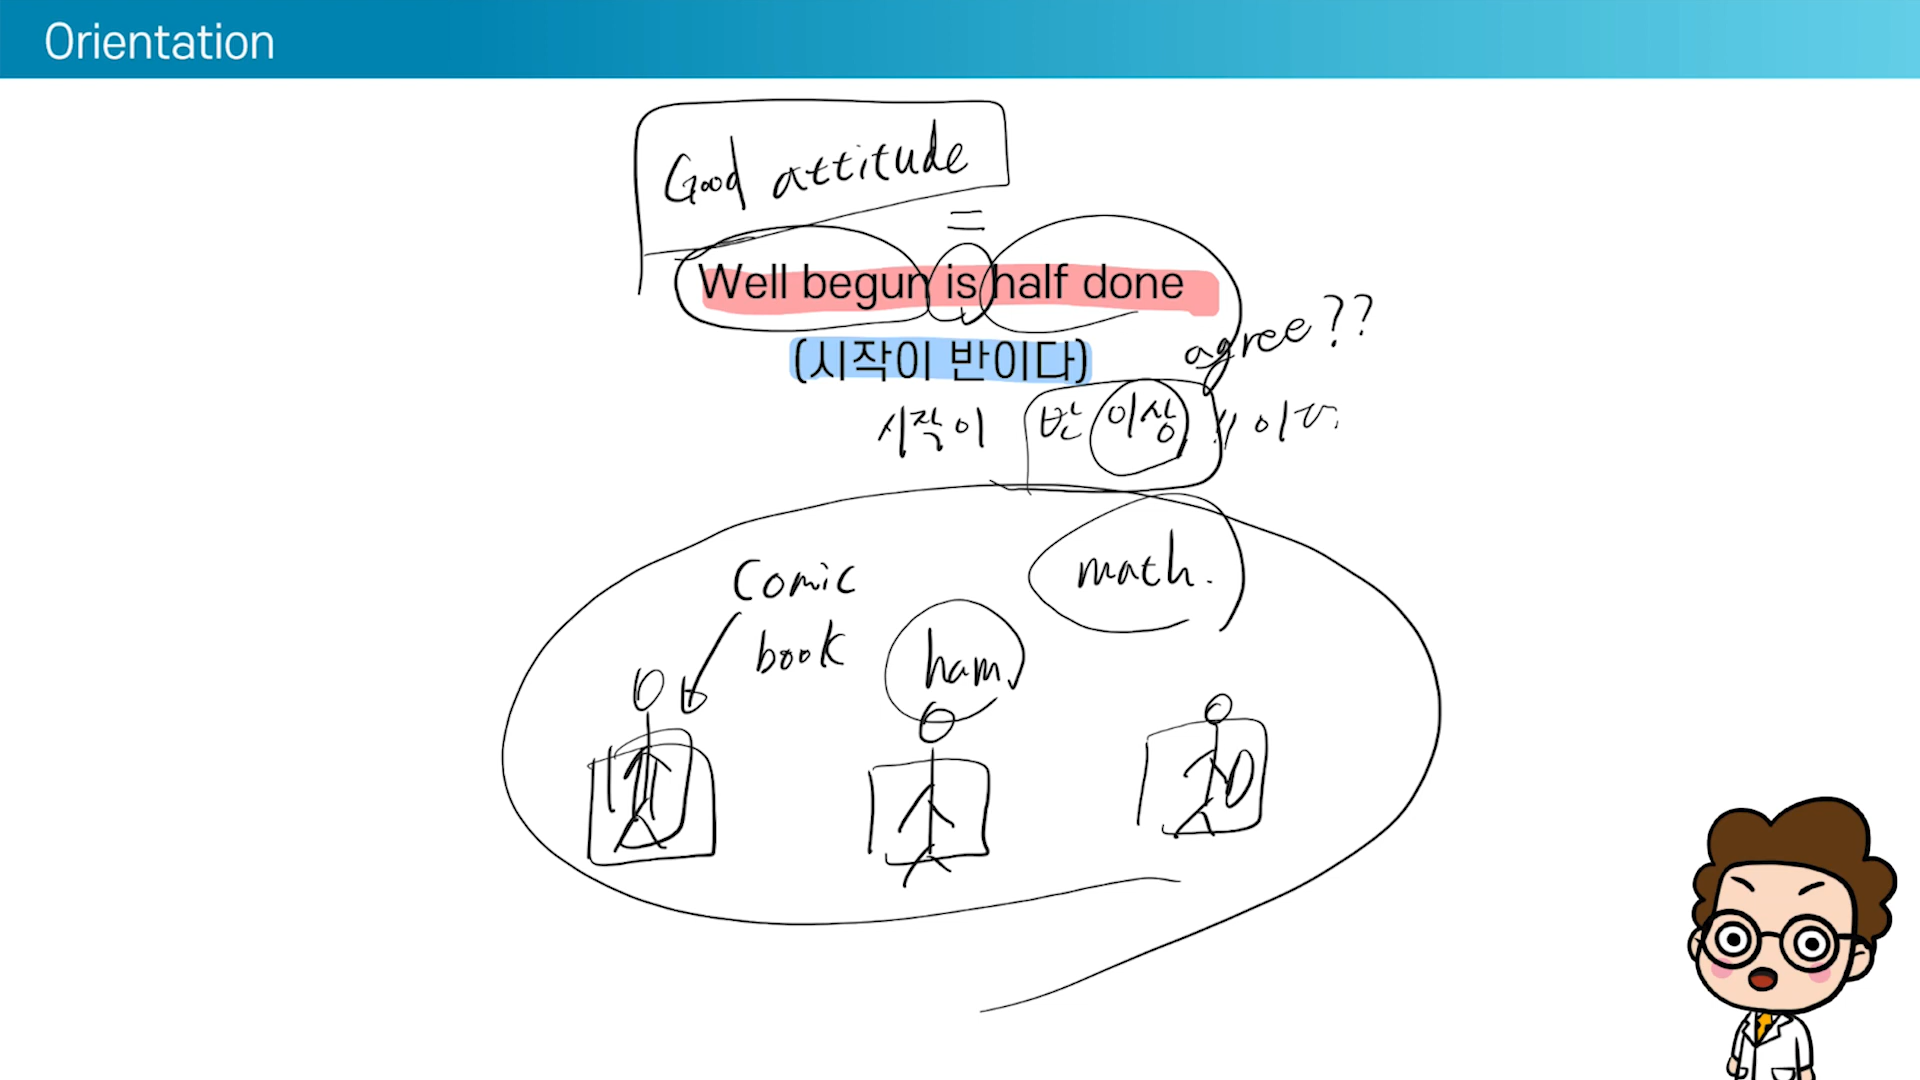 Orientation
Good attitude
=
Well begun is half done
(시작이 반이다)
agree??
시작이 반 이상 이다
math.
Comic
book
ham